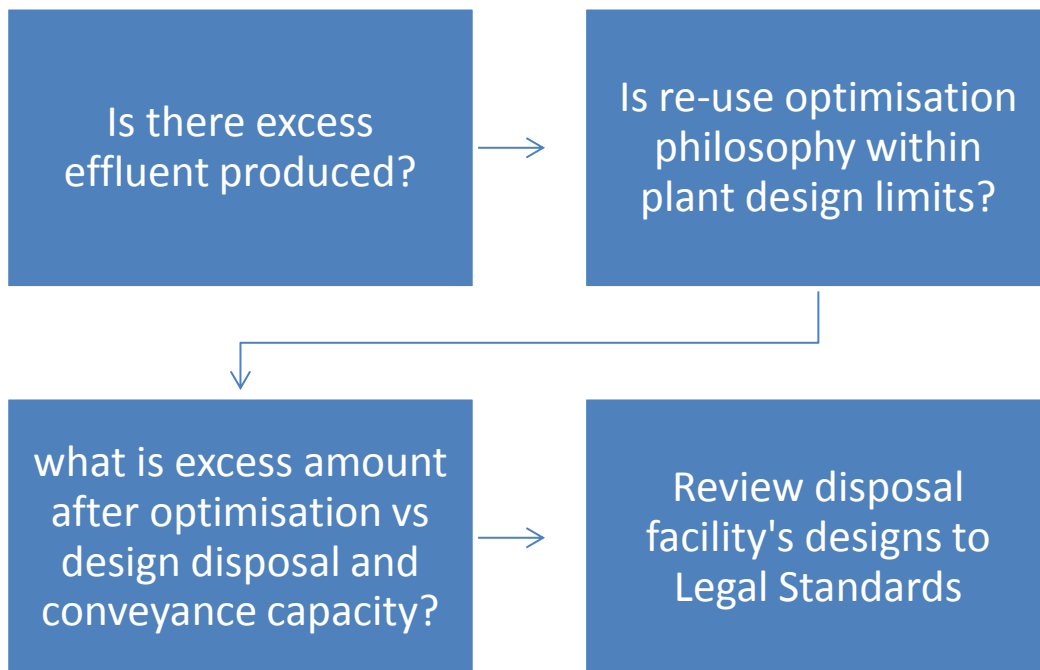 Is there excess
effluent produced?
Is re-use optimisation
philosophy within
plant design limits?
what is excess amount
after optimisation vs
design disposal and
conveyance capacity?
Review disposal
facility's designs to
Legal Standards